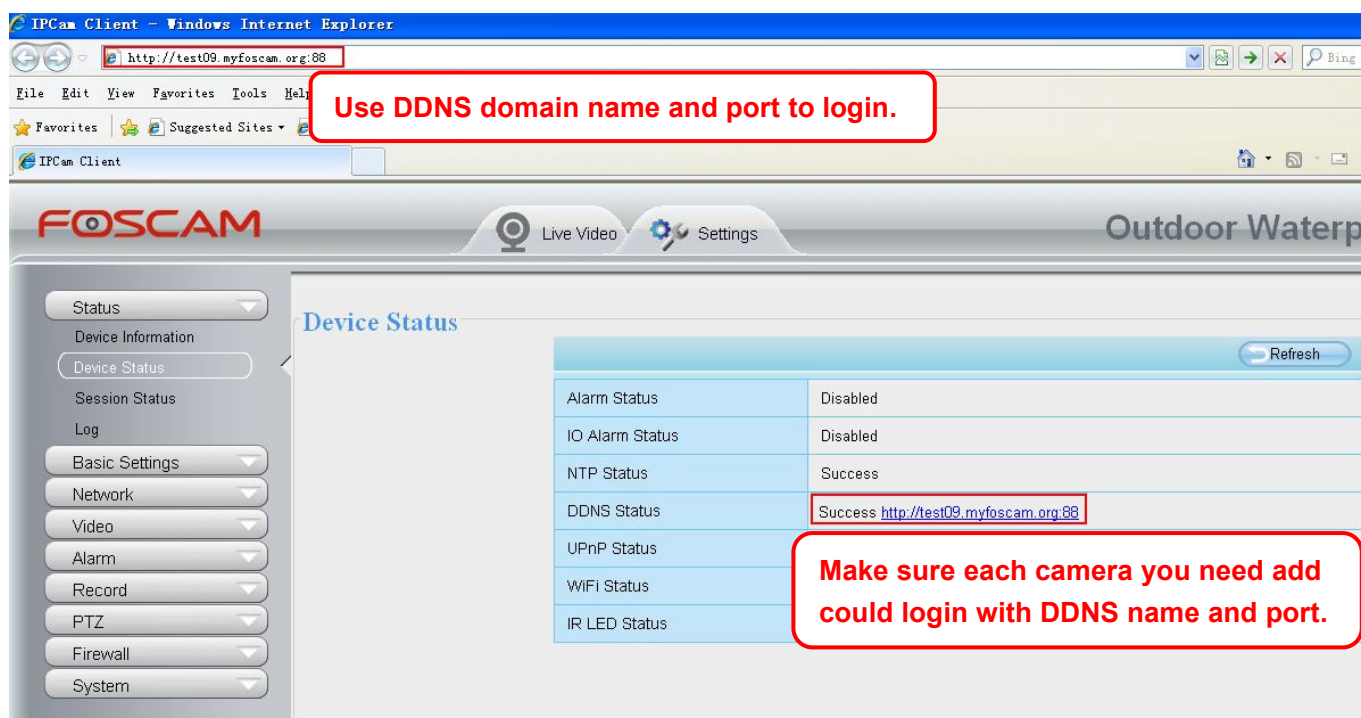 IPCam Client - Windows Internet Explorer
http://test09.myfoscam.org:88
Bing
File Edit View Favorites Tools Help
Use DDNS domain name and port to login.
Favorites Suggested Sites
IPCam Client
FOSCAM
Live Video
Settings
Outdoor Waterp
Status
Device Information
Device Status
Session Status
Log
Basic Settings
Network
Video
Alarm
Record
PTZ
Firewall
System
Device Status
Refresh
Alarm Status Disabled
IO Alarm Status Disabled
NTP Status Success
DDNS Status Success http://test09.myfoscam.org:88
UPnP Status
WiFi Status
IR LED Status
Make sure each camera you need add
could login with DDNS name and port.